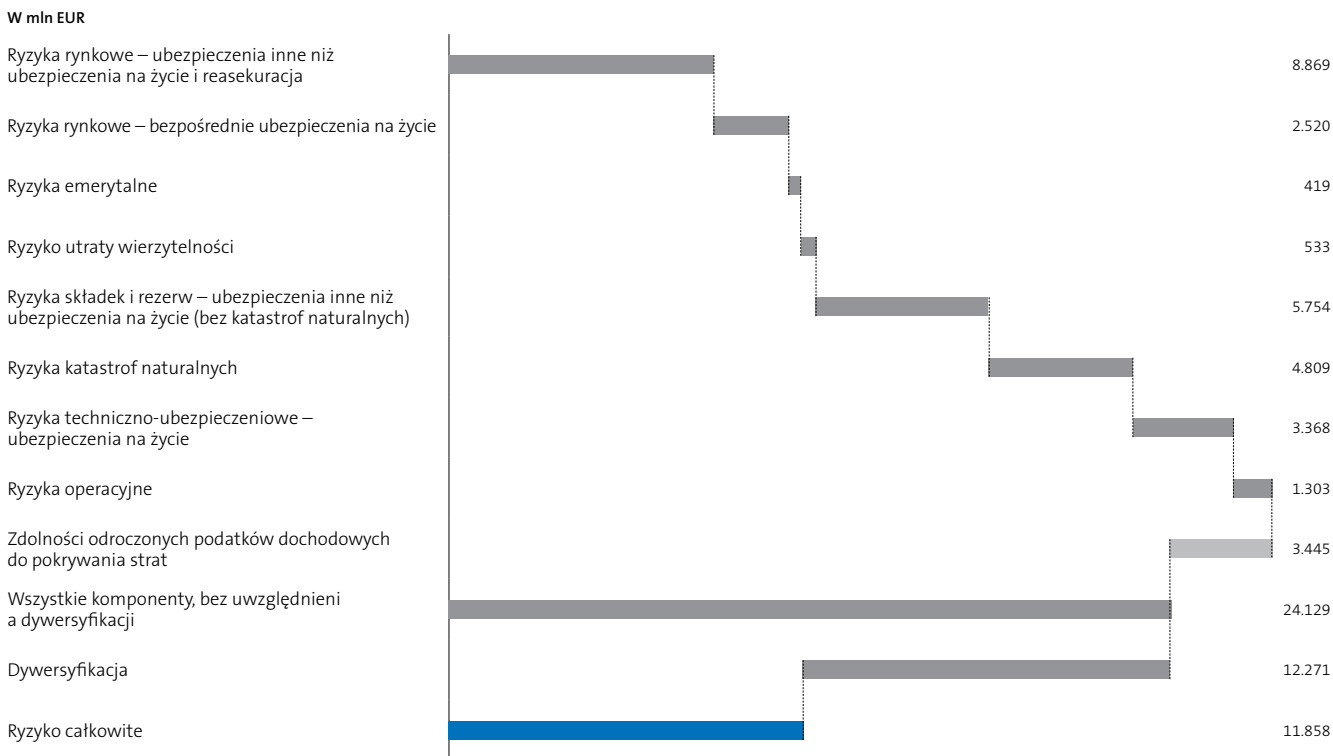 W mln EUR
Ryzyka rynkowe – ubezpieczenia inne niż
ubezpieczenia na życie i reasekuracja
8.869
Ryzyka rynkowe – bezpośrednie ubezpieczenia na życie
2.520
Ryzyka emerytalne
419
Ryzyko utraty wierzytelności
533
Ryzyka składek i rezerw – ubezpieczenia inne niż
ubezpieczenia na życie (bez katastrof naturalnych)
5.754
Ryzyka katastrof naturalnych
4.809
Ryzyka techniczno-ubezpieczeniowe –
ubezpieczenia na życie
3.368
Ryzyka operacyjne
1.303
Zdolności odroczonych podatków dochodowych
do pokrywania strat
3.445
Wszystkie komponenty, bez uwzględnieni
a dywersyfikacji
24.129
Dywersyfikacja
12.271
Ryzyko całkowite
11.858